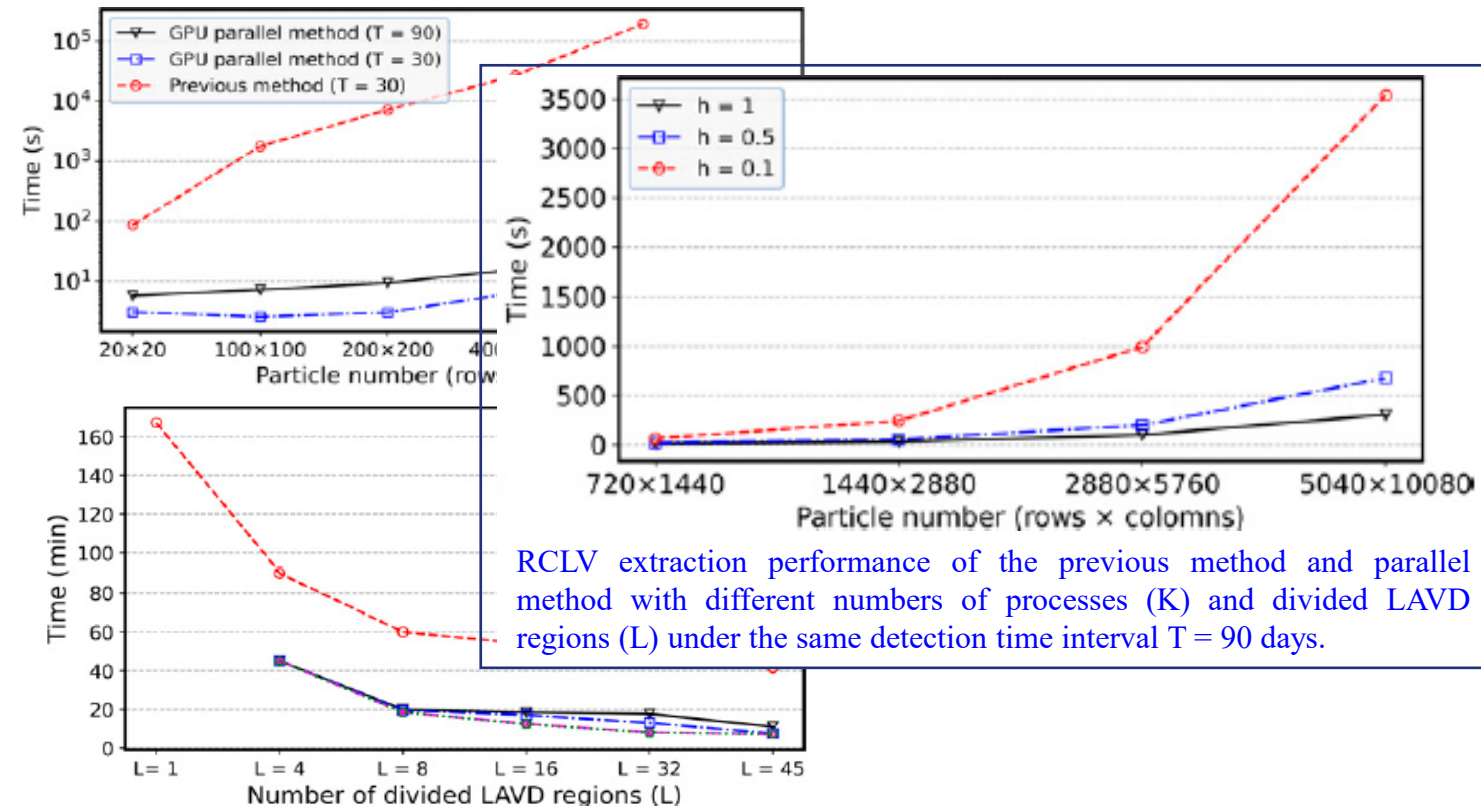 10^5
10^4
10^3
10^2
10^1
Time (s)
GPU parallel method (T = 90)
GPU parallel method (T = 30)
Previous method (T = 30)
20×20 100×100 200×200 400
Particle number (rows
3500
3000
2500
2000
1500
1000
500
0
Time (s)
h = 1
h = 0.5
h = 0.1
720×1440 1440×2880 2880×5760 5040×10080
Particle number (rows × colomns)
RCLV extraction performance of the previous method and parallel
method with different numbers of processes (K) and divided LAVD
regions (L) under the same detection time interval T = 90 days.
160
140
120
100
80
60
40
20
0
Time (min)
L= 1 L = 4 L = 8 L = 16 L = 32 L = 45
Number of divided LAVD regions (L)